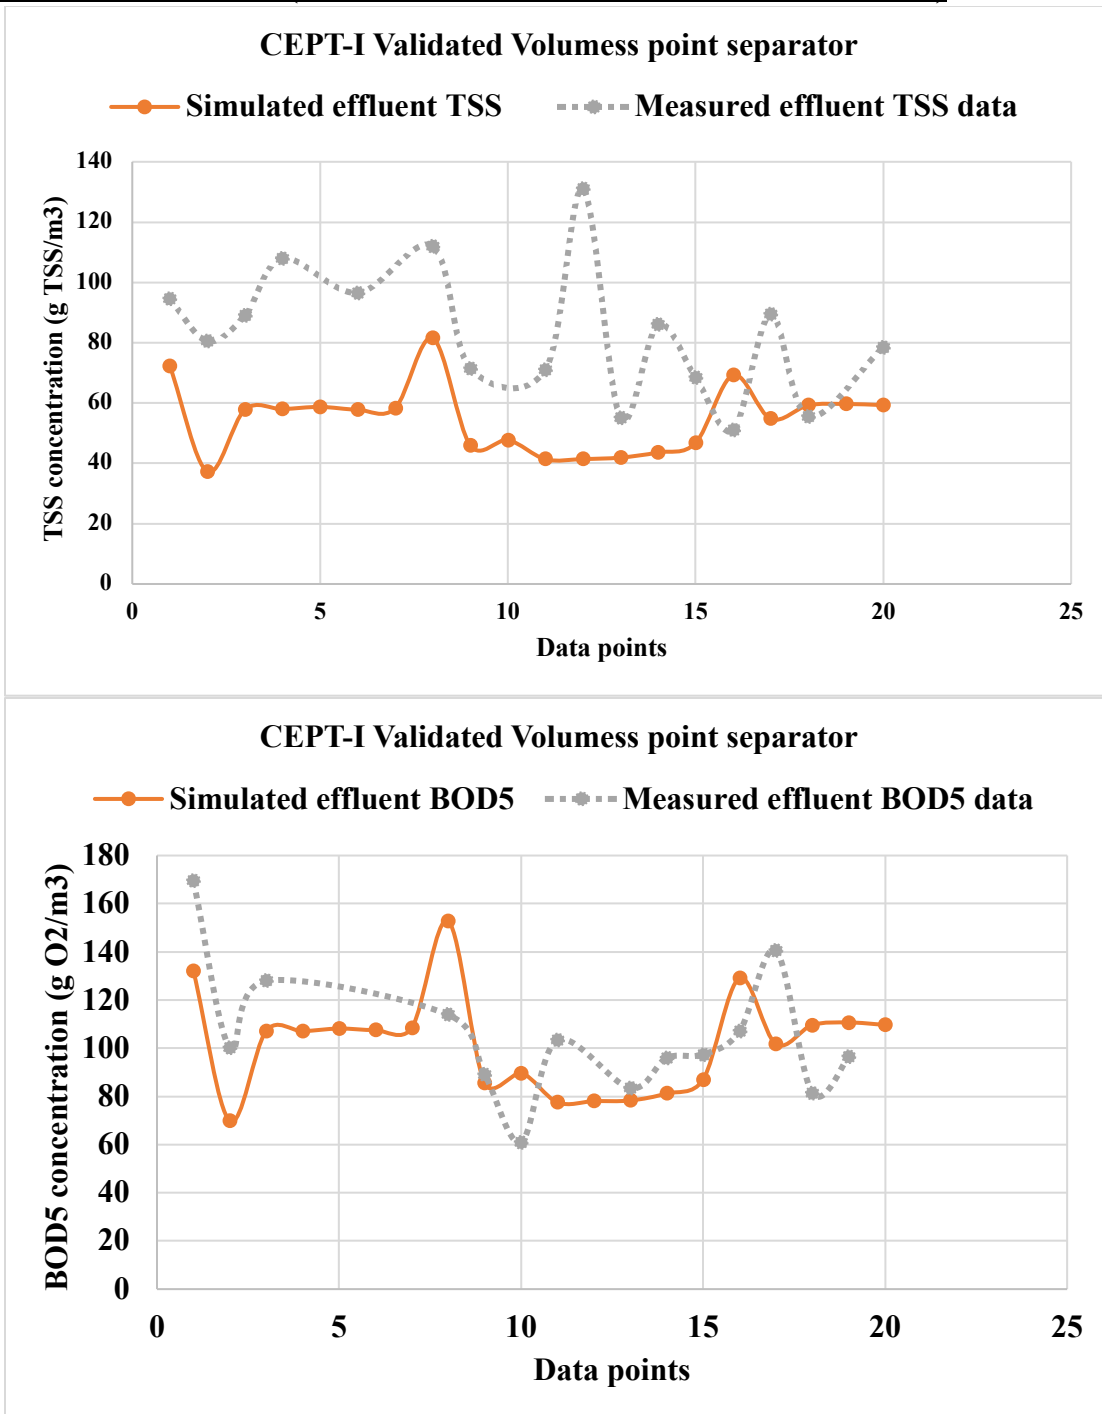 CEPT-I Validated Volumess point separator
Simulated effluent TSS Measured effluent TSS data
TSS concentration (g TSS/m3)
140
120
100
80
60
40
20
0
0 5 10 15 20 25
Data points
CEPT-I Validated Volumess point separator
Simulated effluent BOD5 Measured effluent BOD5 data
BOD5 concentration (g O2/m3)
180
160
140
120
100
80
60
40
20
0
0 5 10 15 20 25
Data points